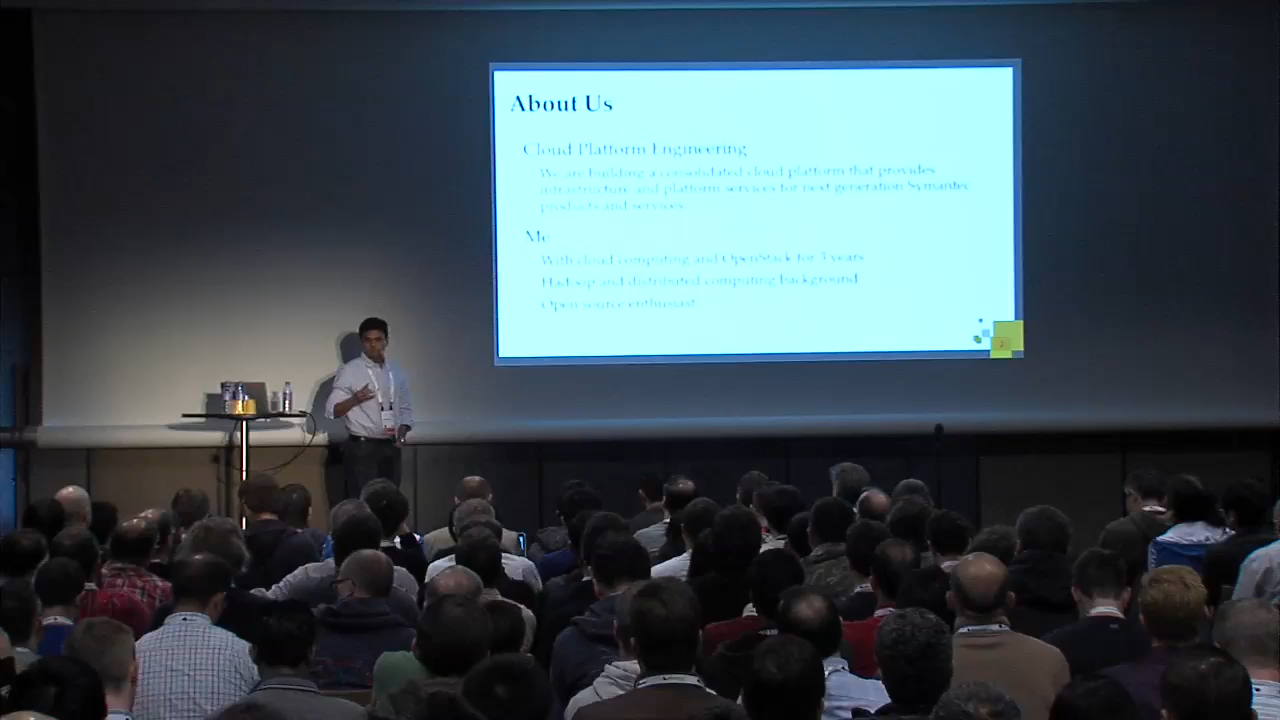 About Us
Cloud Platform Engineering
We are building a consolidated cloud platform that provides
infrastructure and platform services for next generation Symantec
products and services
Me
With cloud computing and OpenStack for 3 years
Hadoop and distributed computing background
Open source enthusiast
2